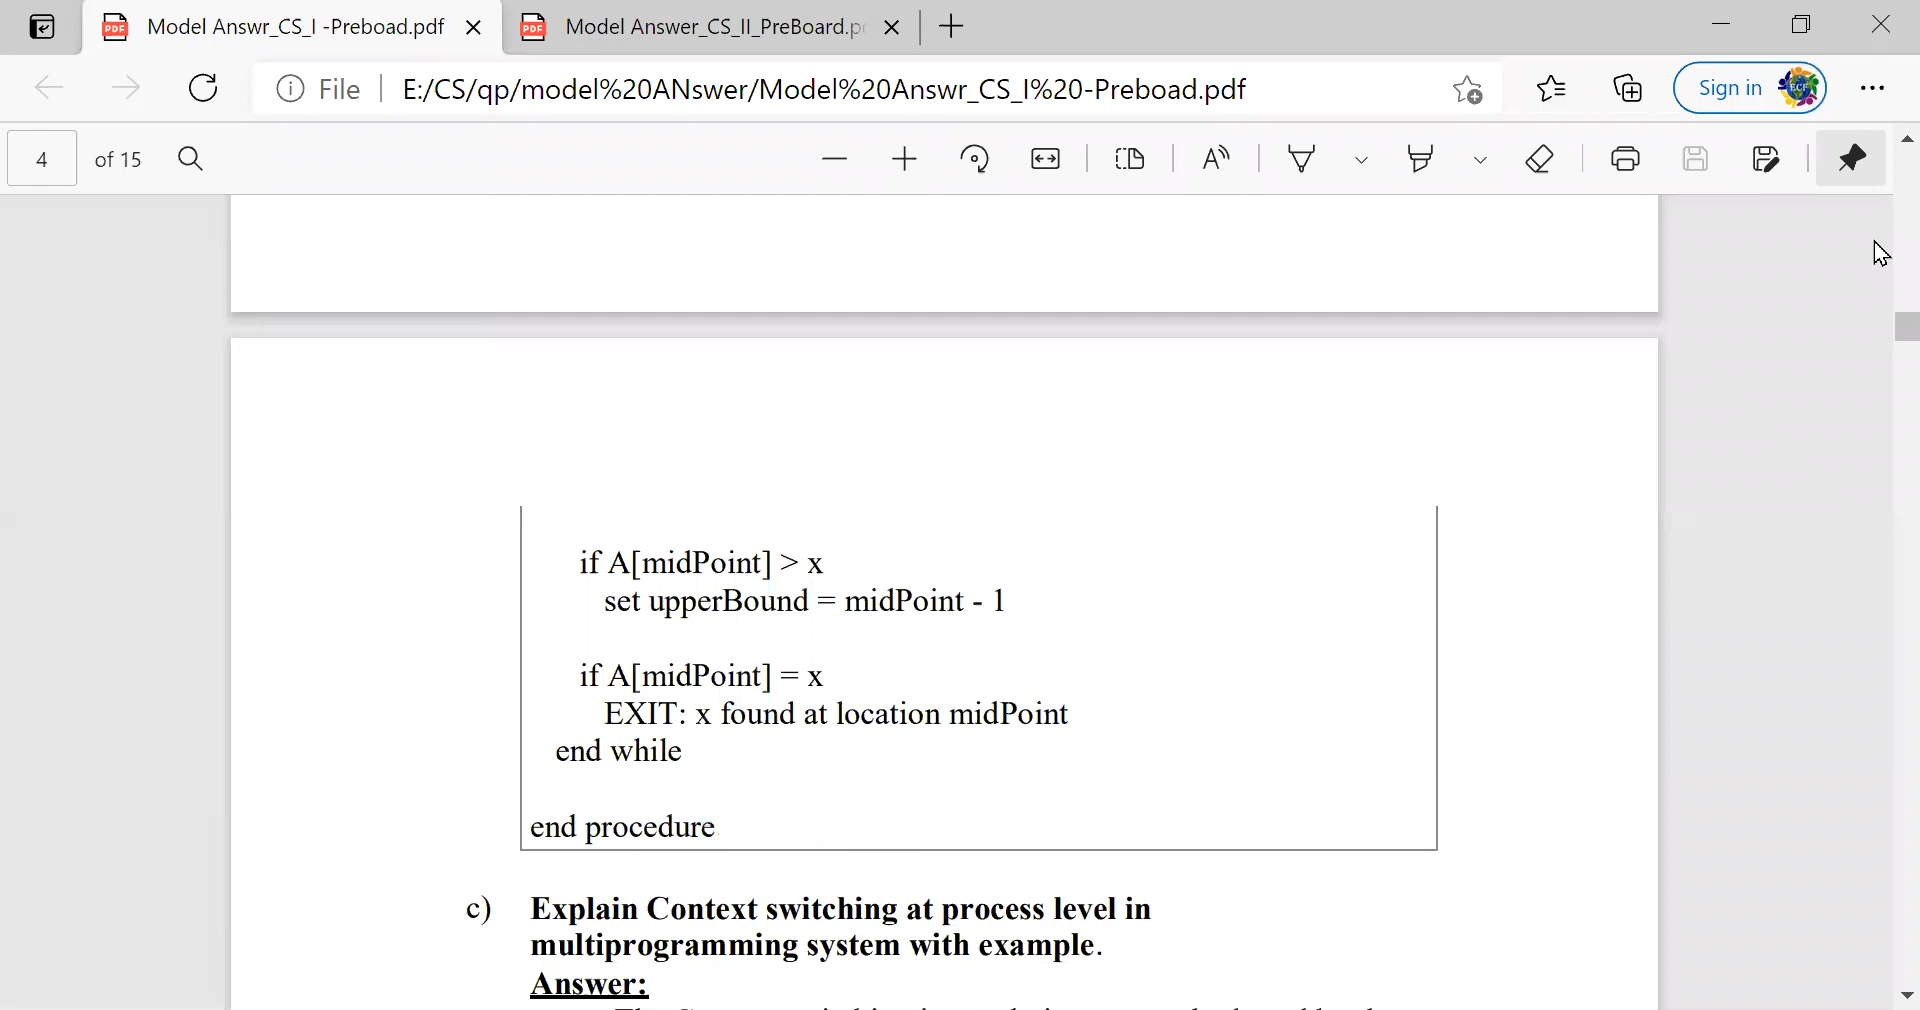 Model Answr_CS_I -Preboad.pdf
Model Answer_CS_II_PreBoard.p
File
E:/CS/qp/model%20ANswer/Model%20Answr_CS_I%20-Preboad.pdf
Sign in
4 of 15
if A[midPoint] > x
set upperBound = midPoint - 1
if A[midPoint] = x
EXIT: x found at location midPoint
end while
end procedure
c) Explain Context switching at process level in
multiprogramming system with example.
Answer: